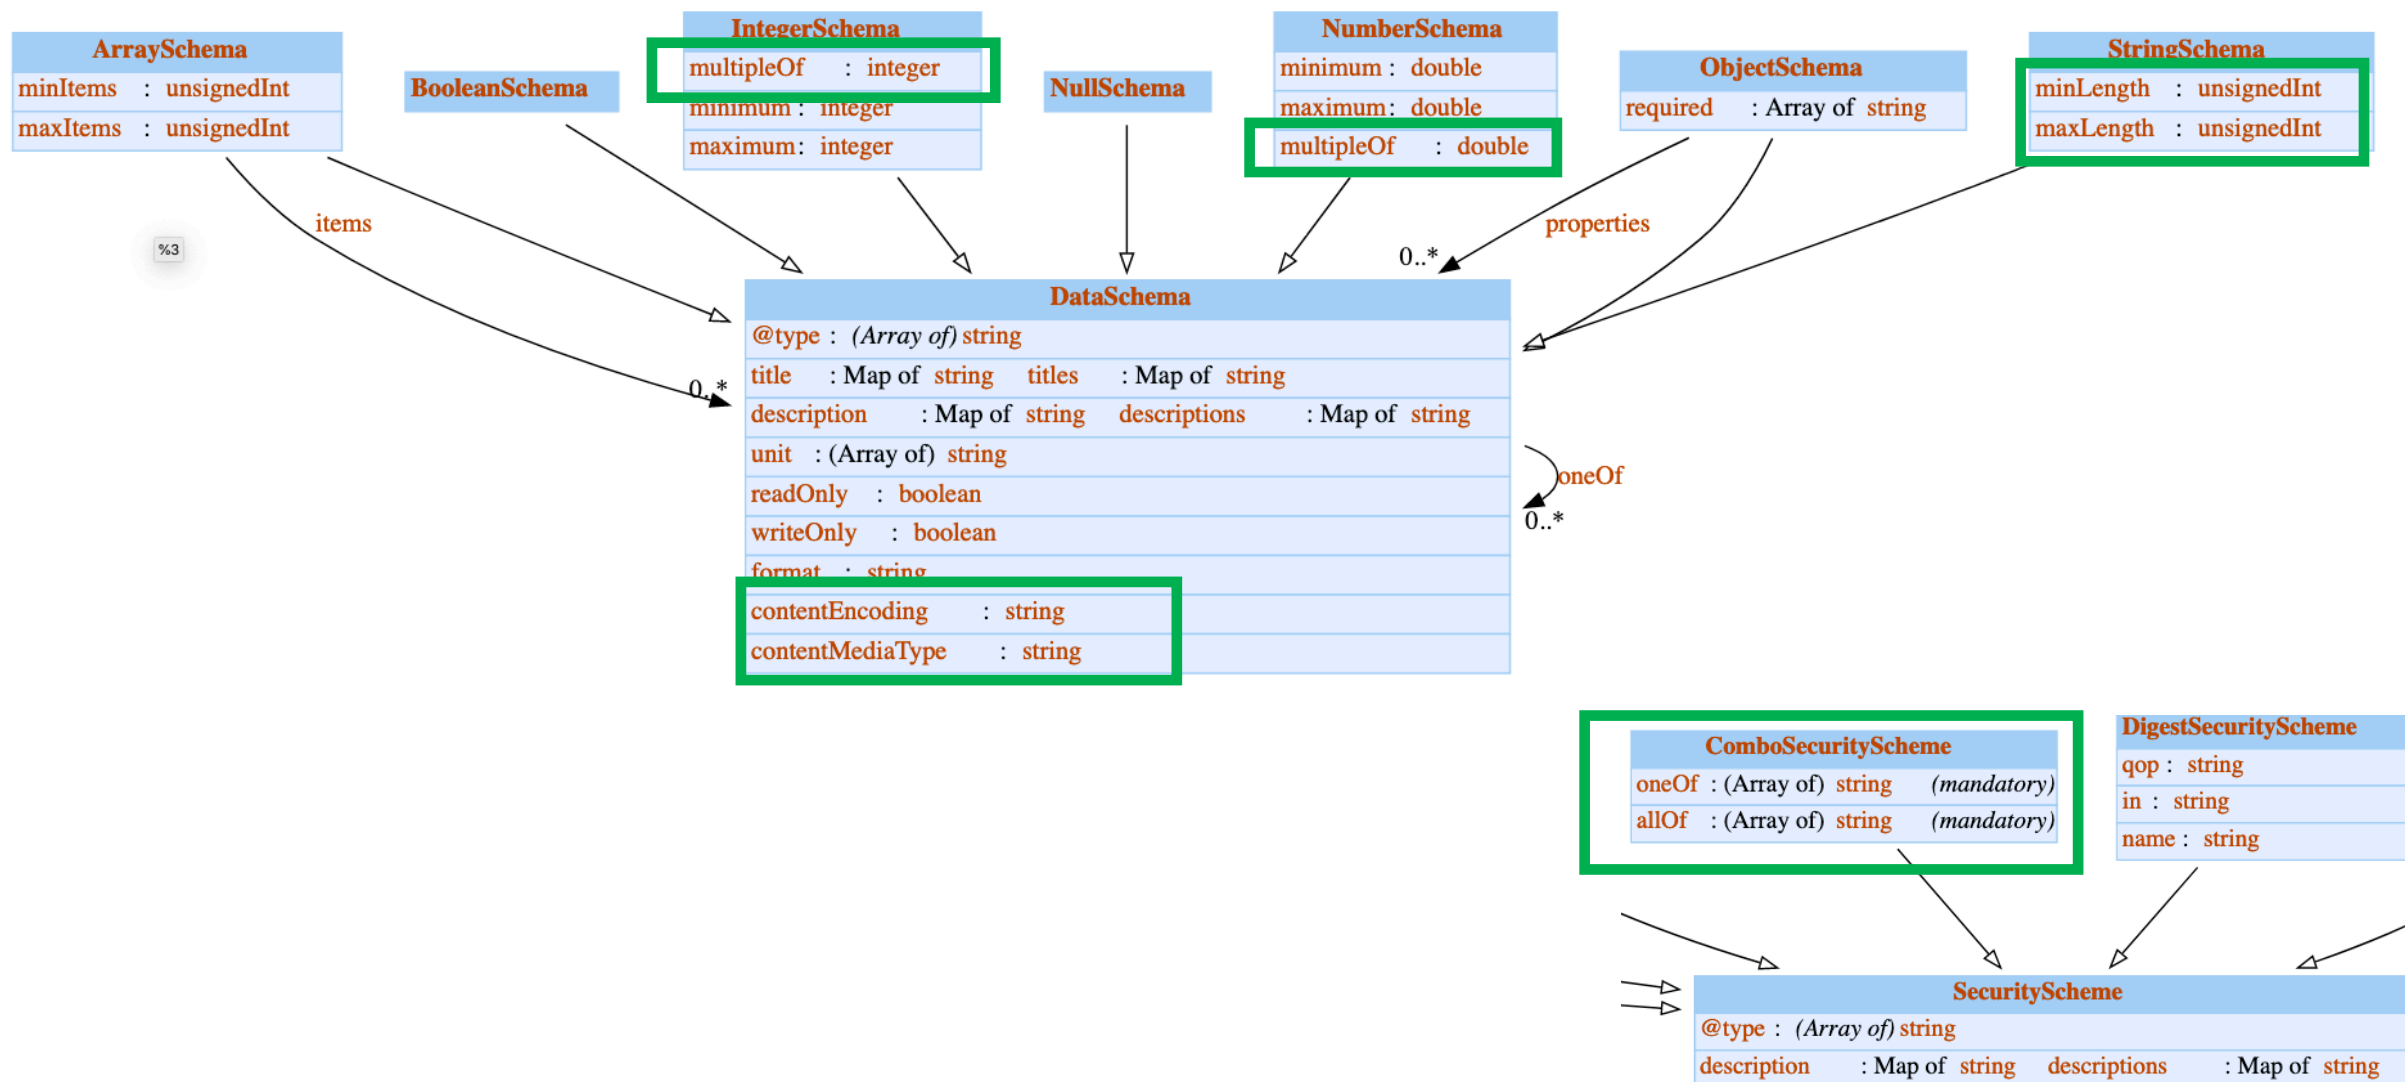 ArraySchema
minItems : unsignedInt
maxItems : unsignedInt
BooleanSchema
IntegerSchema
multipleOf : integer
minimum : integer
maximum: integer
NullSchema
NumberSchema
minimum : double
maximum: double
multipleOf : double
ObjectSchema
required : Array of string
StringSchema
minLength : unsignedInt
maxLength : unsignedInt
items
%3
properties
0..*
0..*
DataSchema
@type : (Array of) string
title : Map of string titles : Map of string
description : Map of string descriptions : Map of string
unit : (Array of) string
readOnly : boolean
writeOnly : boolean
format : string
contentEncoding : string
contentMediaType : string
oneOf
0..*
ComboSecurityScheme
oneOf : (Array of) string (mandatory)
allOf : (Array of) string (mandatory)
DigestSecurityScheme
qop : string
in : string
name : string
SecurityScheme
@type : (Array of) string
description : Map of string descriptions : Map of string